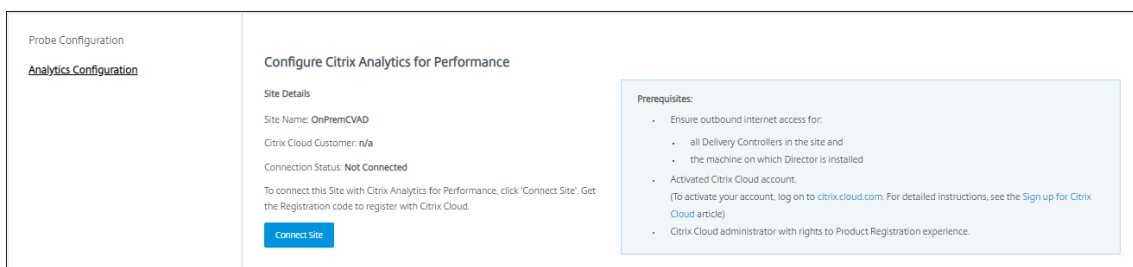 Probe Configuration
Analytics Configuration
Configure Citrix Analytics for Performance
Site Details
Site Name: OnPremCVAD
Citrix Cloud Customer: n/a
Connection Status: Not Connected
To connect this Site with Citrix Analytics for Performance, click 'Connect Site'. Get
the Registration code to register with Citrix Cloud.
Connect Site
Prerequisites:
• Ensure outbound internet access for:
• all Delivery Controllers in the site and
• the machine on which Director is installed
• Activated Citrix Cloud account.
(To activate your account, log on to citrix.cloud.com. For detailed instructions, see the Sign up for Citrix
Cloud article)
• Citrix Cloud administrator with rights to Product Registration experience.